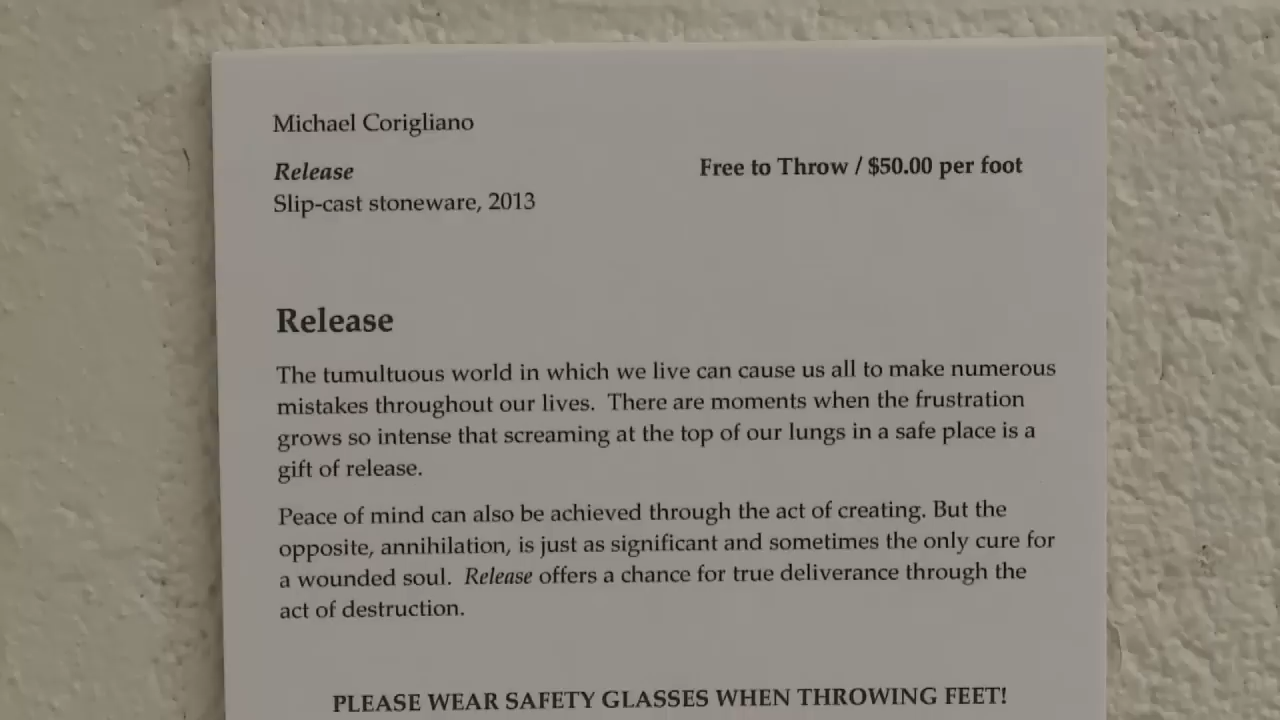 Michael Corigliano
Release
Free to Throw / $50.00 per foot
Slip-cast stoneware, 2013
Release
The tumultuous world in which we live can cause us all to make numerous
mistakes throughout our lives.  There are moments when the frustration
grows so intense that screaming at the top of our lungs in a safe place is a
gift of release.
Peace of mind can also be achieved through the act of creating. But the
opposite, annihilation, is just as significant and sometimes the only cure for
a wounded soul.  Release offers a chance for true deliverance through the
act of destruction.
PLEASE WEAR SAFETY GLASSES WHEN THROWING FEET!